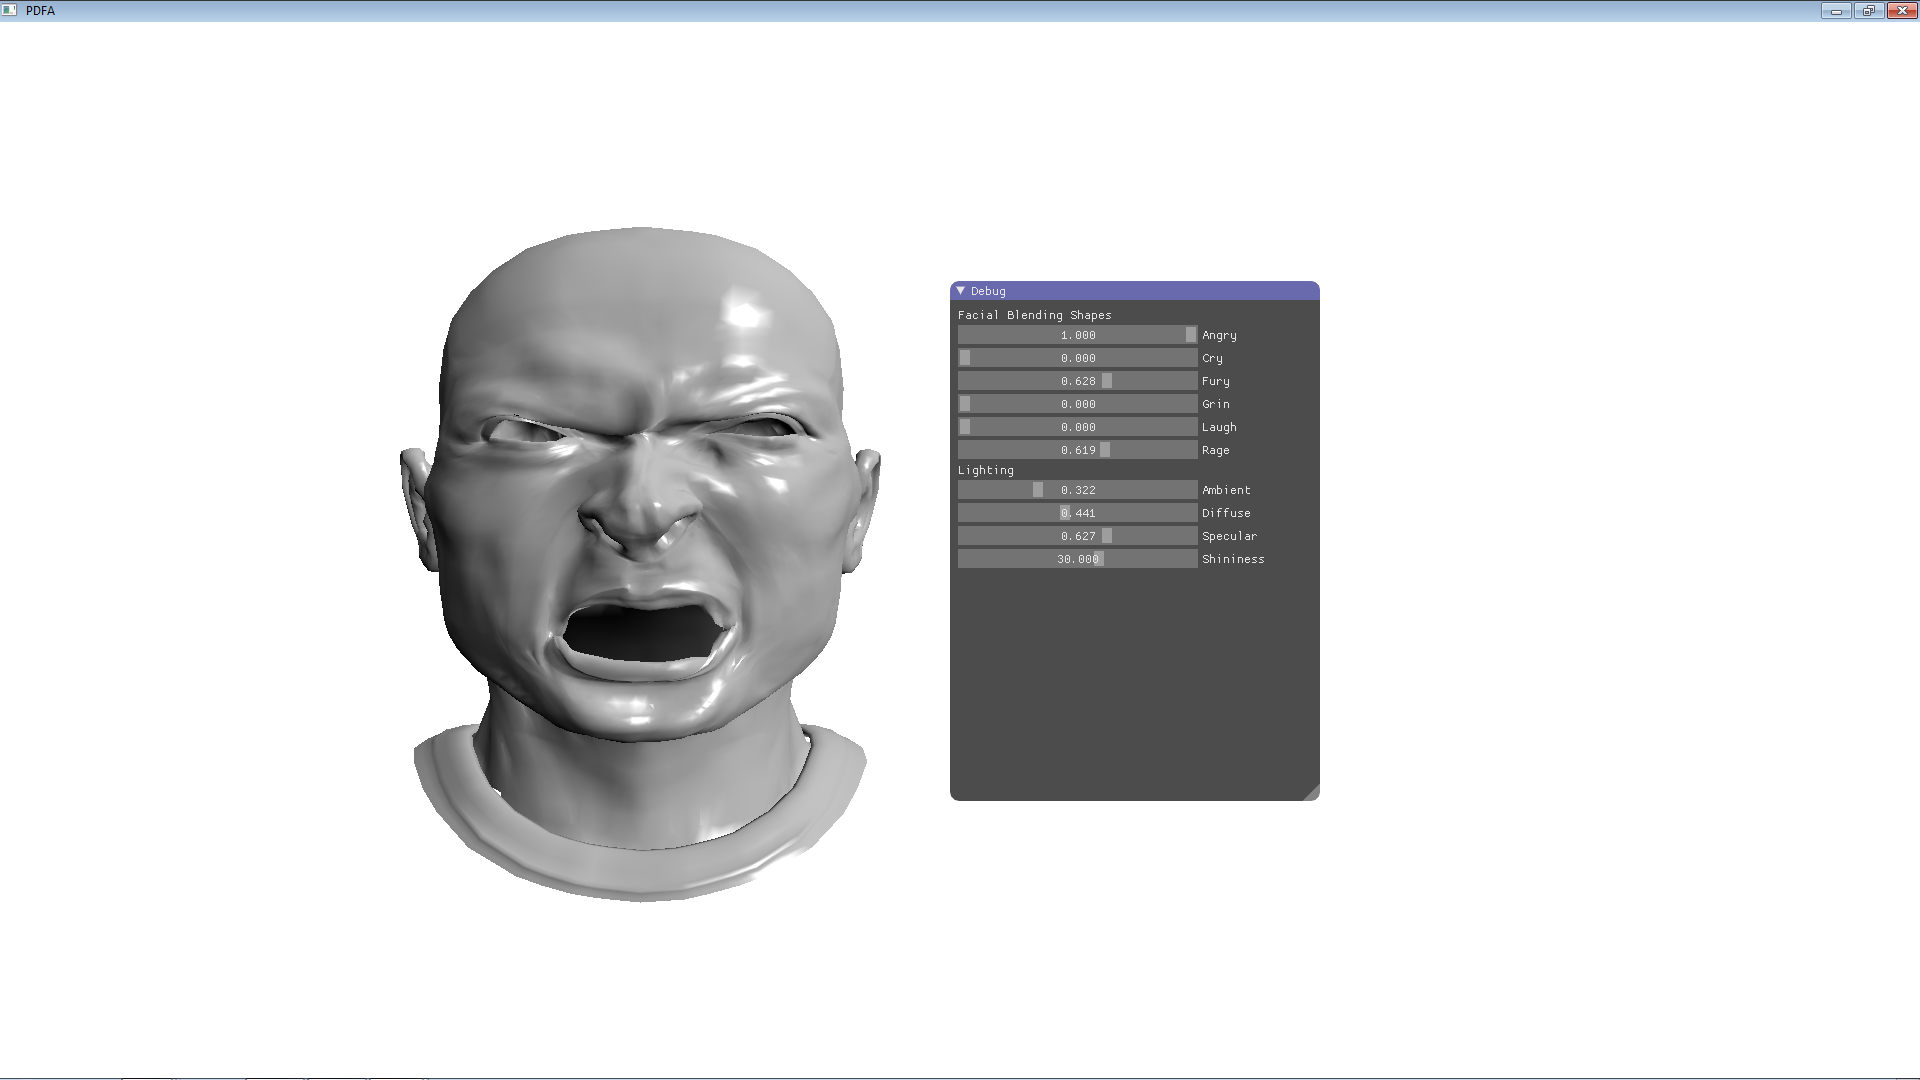 PDFA
Debug
Facial Blending Shapes
1.000 Angry
0.000 Cry
0.628 Fury
0.000 Grin
0.000 Laugh
0.619 Rage
Lighting
0.322 Ambient
0.441 Diffuse
0.627 Specular
30.000 Shininess